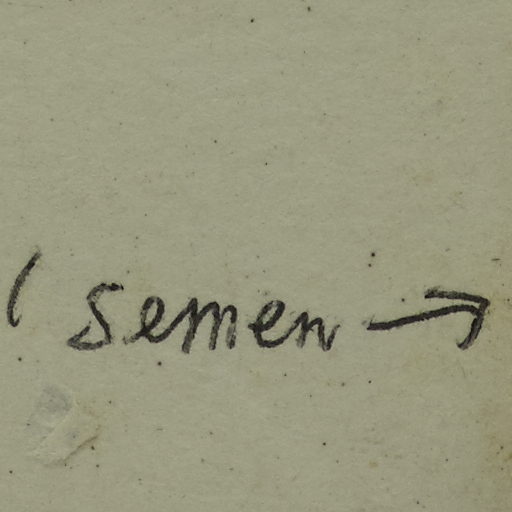 ( semen →